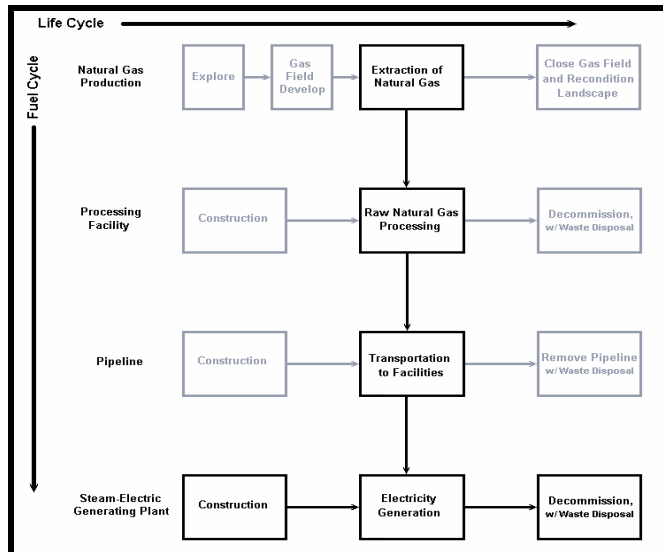 Life Cycle
Fuel Cycle
Natural Gas
Production
Explore
Gas
Field
Develop
Extraction of
Natural Gas
Close Gas Field
and Recondition
Landscape
Processing
Facility
Construction
Raw Natural Gas
Processing
Decommission,
w/ Waste Disposal
Pipeline
Construction
Transportation
to Facilities
Remove Pipeline
w/ Waste Disposal
Steam-Electric
Generating Plant
Construction
Electricity
Generation
Decommission,
w/ Waste Disposal